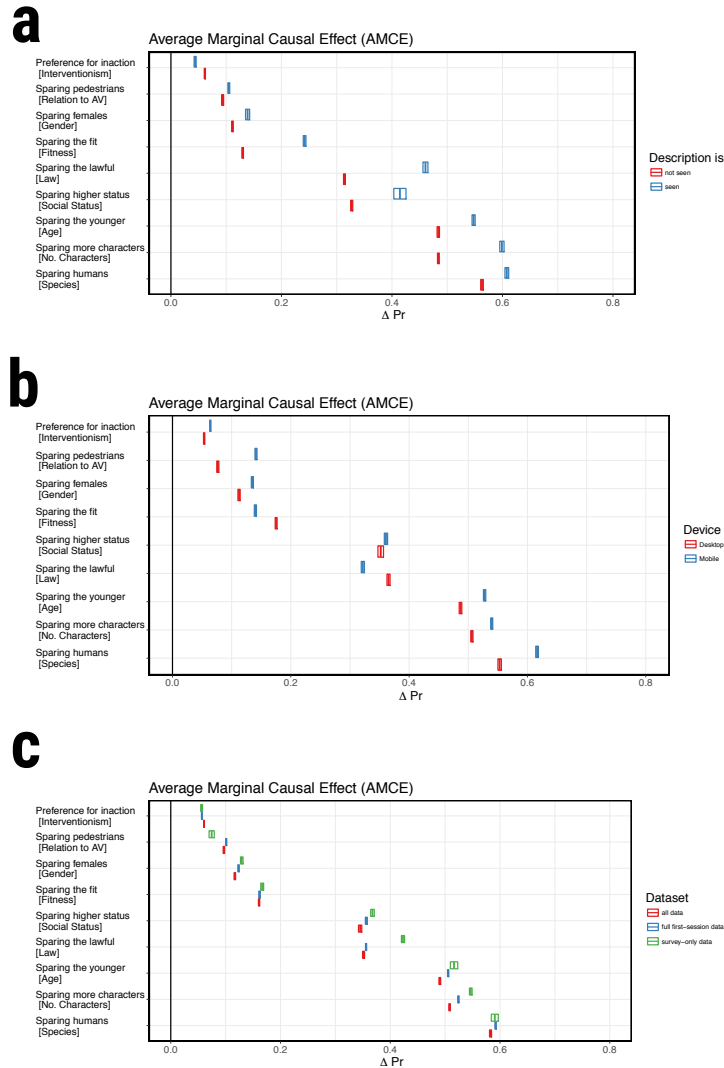 a
Average Marginal Causal Effect (AMCE)
Preference for inaction
[Interventionism]
Sparing pedestrians
[Relation to AV]
Sparing females
[Gender]
Sparing the fit
[Fitness]
Sparing the lawful
[Law]
Sparing higher status
[Social Status]
Sparing the younger
[Age]
Sparing more characters
[No. Characters]
Sparing humans
[Species]
0.0 0.2 0.4 0.6 0.8
Δ Pr
Description is
not seen
seen
b
Average Marginal Causal Effect (AMCE)
Preference for inaction
[Interventionism]
Sparing pedestrians
[Relation to AV]
Sparing females
[Gender]
Sparing the fit
[Fitness]
Sparing higher status
[Social Status]
Sparing the lawful
[Law]
Sparing the younger
[Age]
Sparing more characters
[No. Characters]
Sparing humans
[Species]
0.0 0.2 0.4 0.6 0.8
Δ Pr
Device
Desktop
Mobile
c
Average Marginal Causal Effect (AMCE)
Preference for inaction
[Interventionism]
Sparing pedestrians
[Relation to AV]
Sparing females
[Gender]
Sparing the fit
[Fitness]
Sparing higher status
[Social Status]
Sparing the lawful
[Law]
Sparing the younger
[Age]
Sparing more characters
[No. Characters]
Sparing humans
[Species]
0.0 0.2 0.4 0.6 0.8
Δ Pr
Dataset
all data
full first−session data
survey−only data